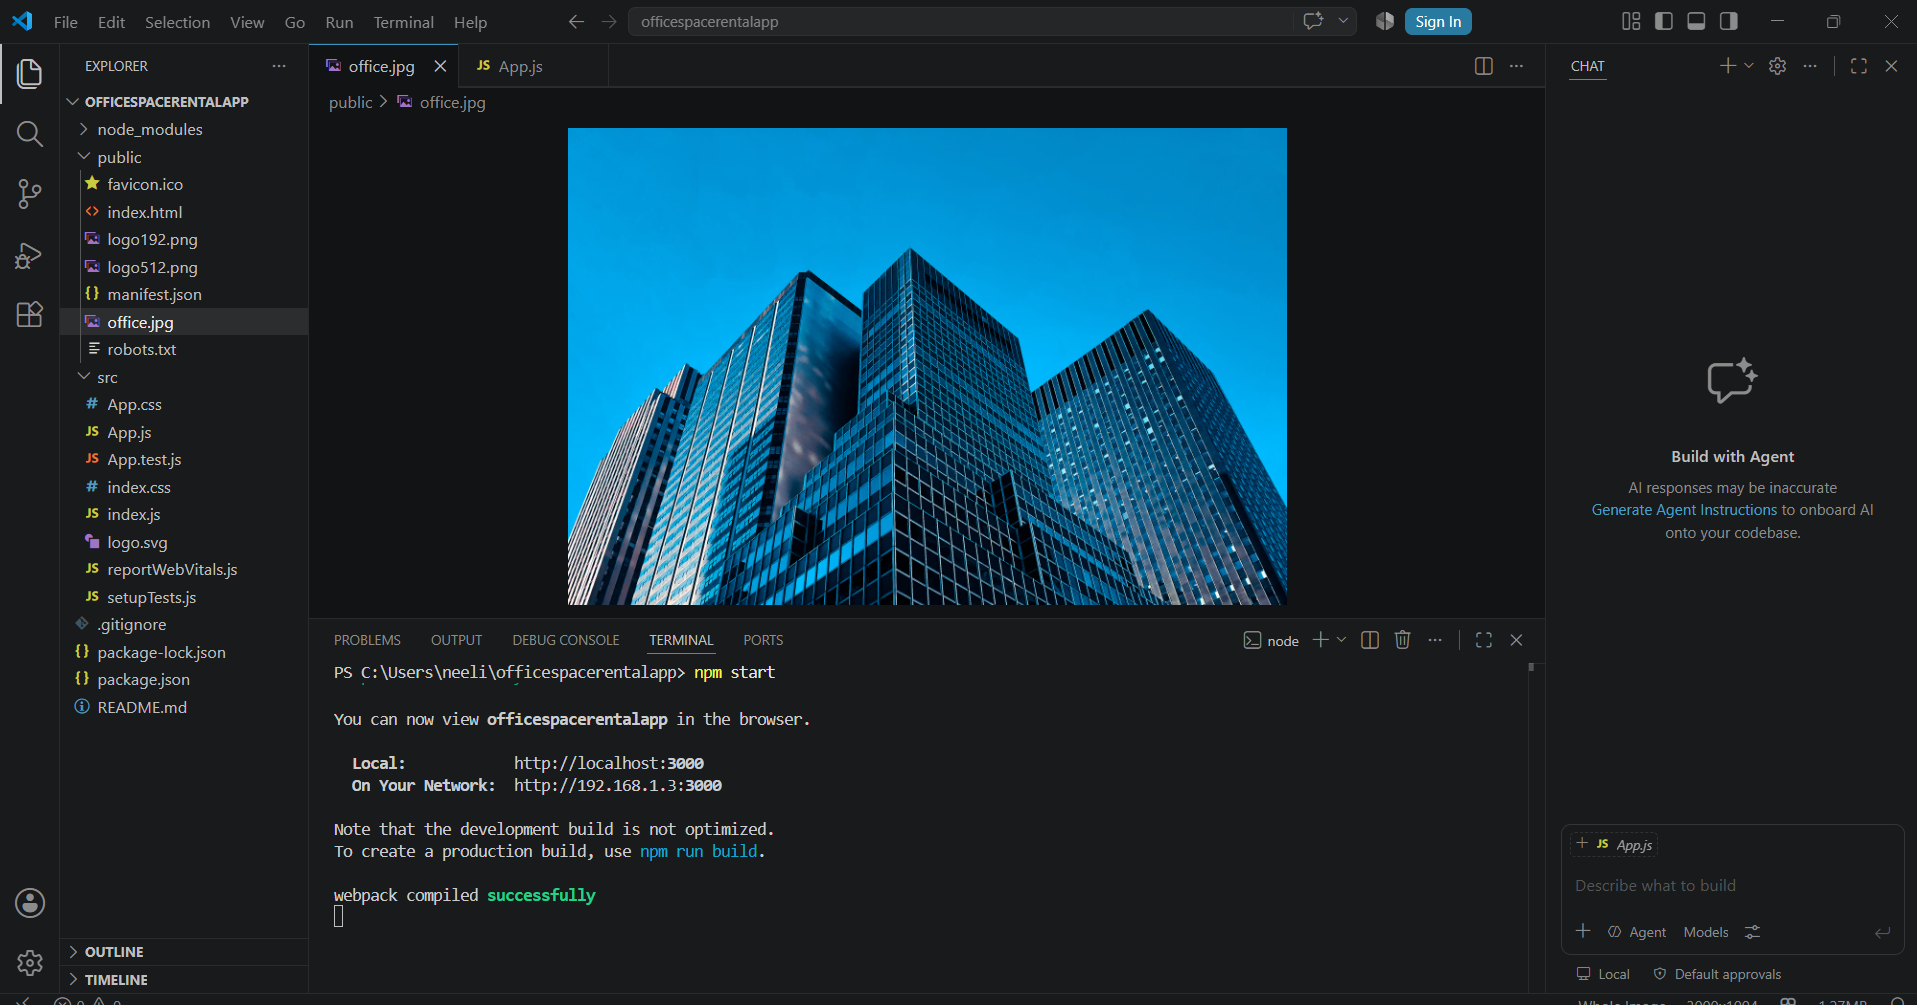 File Edit Selection View Go Run Terminal Help
officespacerentalapp
Sign In
EXPLORER
OFFICESPACERENTALAPP
node_modules
public
favicon.ico
index.html
logo192.png
logo512.png
manifest.json
office.jpg
robots.txt
src
App.css
App.js
App.test.js
index.css
index.js
logo.svg
reportWebVitals.js
setupTests.js
.gitignore
package-lock.json
package.json
README.md
OUTLINE
TIMELINE
office.jpg
JS App.js
public > office.jpg
PROBLEMS OUTPUT DEBUG CONSOLE TERMINAL PORTS
node
PS C:\Users\neeli\officespacerentalapp> npm start
You can now view officespacerentalapp in the browser.
Local: http://localhost:3000
On Your Network: http://192.168.1.3:3000
Note that the development build is not optimized.
To create a production build, use npm run build.
webpack compiled successfully
CHAT
Build with Agent
AI responses may be inaccurate
Generate Agent Instructions to onboard AI
onto your codebase.
JS App.js
Describe what to build
Agent Models
Local Default approvals